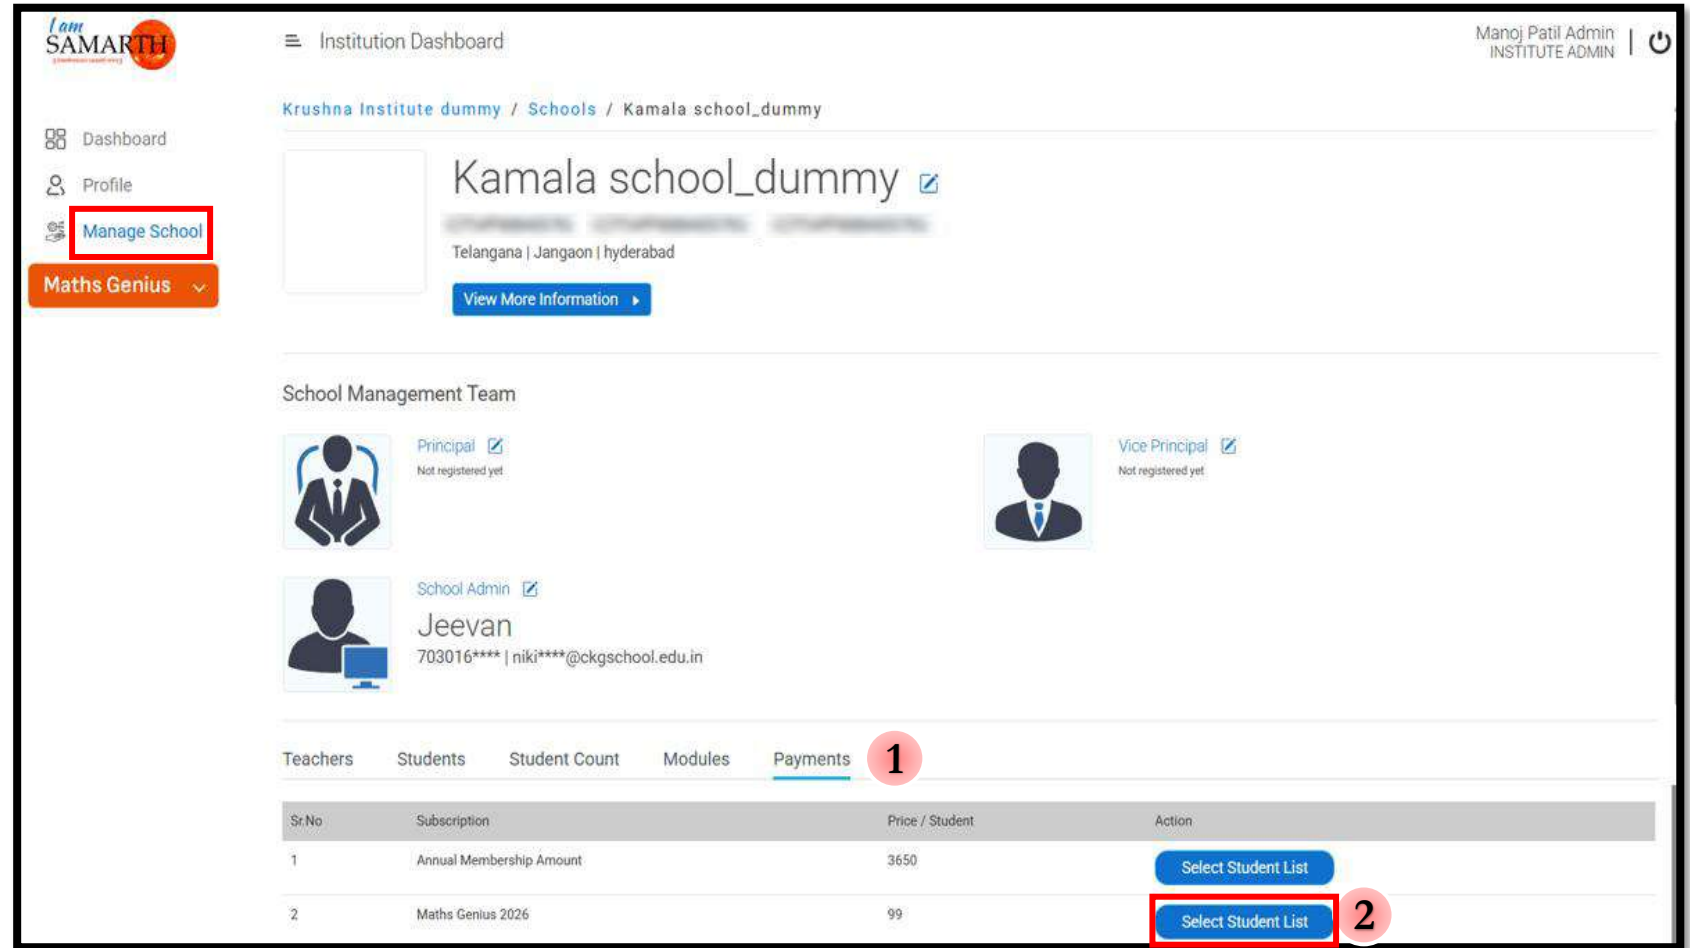 I am
SAMARTH
Institution Dashboard
Manoj Patil Admin
INSTITUTE ADMIN
Dashboard
Profile
Manage School
Maths Genius
Krushna Institute dummy / Schools / Kamala school_dummy
Kamala school_dummy
Telangana | Jangaon | hyderabad
View More Information
School Management Team
Principal
Not registered yet
Vice Principal
Not registered yet
School Admin
Jeevan
703016**** | niki****@ckgschool.edu.in
Teachers Students Student Count Modules Payments 1
Sr.No Subscription Price / Student Action
1 Annual Membership Amount 3650 Select Student List
2 Maths Genius 2026 99 Select Student List 2